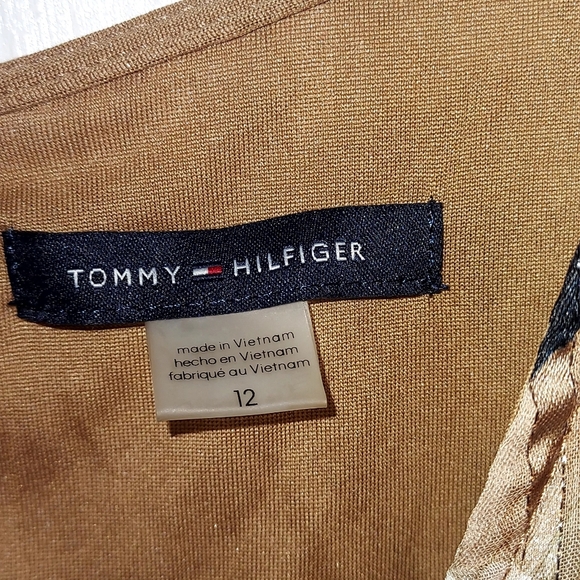 TOMMY HILFIGER
made in Vietnam
hecho en Vietnam
fabriqué au Vietnam
12